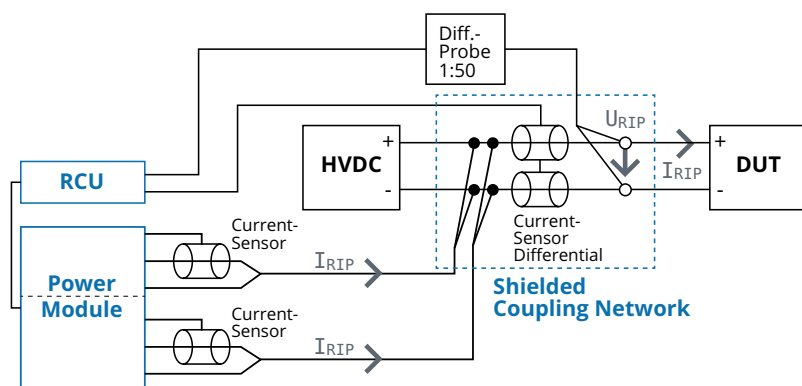 Diff.-
Probe
1:50
URIP
+
HVDC
-
+
DUT
-
IRIP
RCU
Current-
Sensor
Differential
Current-
Sensor
IRIP
Power
Module
Shielded
Coupling Network
Current-
Sensor
IRIP